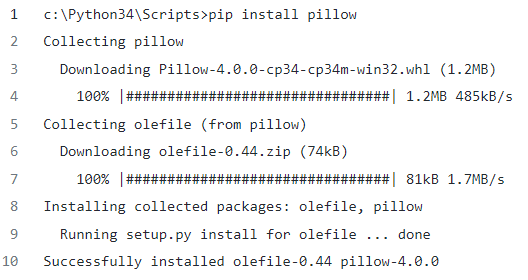 1 c:\Python34\Scripts>pip install pillow
2 Collecting pillow
3 Downloading Pillow-4.0.0-cp34-cp34m-win32.whl (1.2MB)
4 100% |################################| 1.2MB 485kB/s
5 Collecting olefile (from pillow)
6 Downloading olefile-0.44.zip (74kB)
7 100% |################################| 81kB 1.7MB/s
8 Installing collected packages: olefile, pillow
9 Running setup.py install for olefile ... done
10 Successfully installed olefile-0.44 pillow-4.0.0